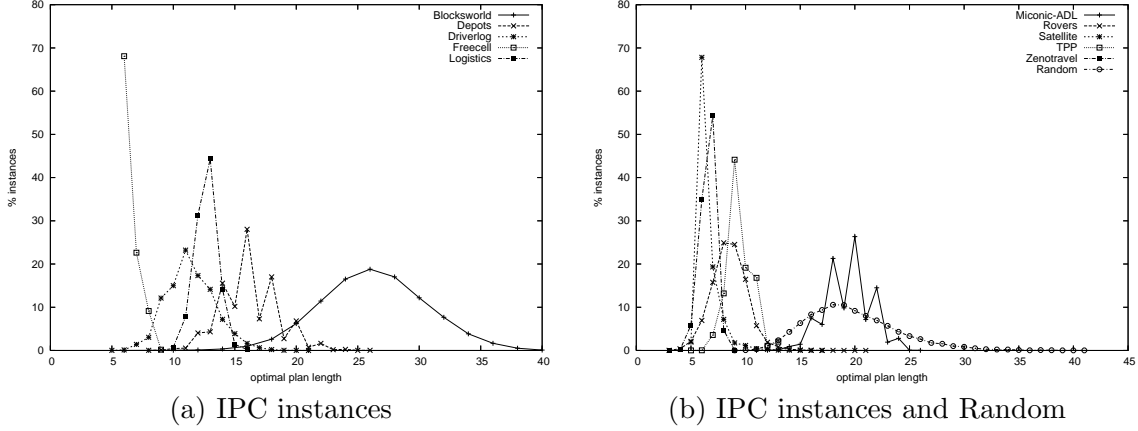 80
70
60
50
40
30
20
10
0
% instances
0 5 10 15 20 25 30 35 40
optimal plan length
Blocksworld
Depots
Driverlog
Freecell
Logistics
(a) IPC instances
80
70
60
50
40
30
20
10
0
% instances
0 5 10 15 20 25 30 35 40 45
optimal plan length
Miconic-ADL
Rovers
Satellite
TPP
Zenotravel
Random
(b) IPC instances and Random